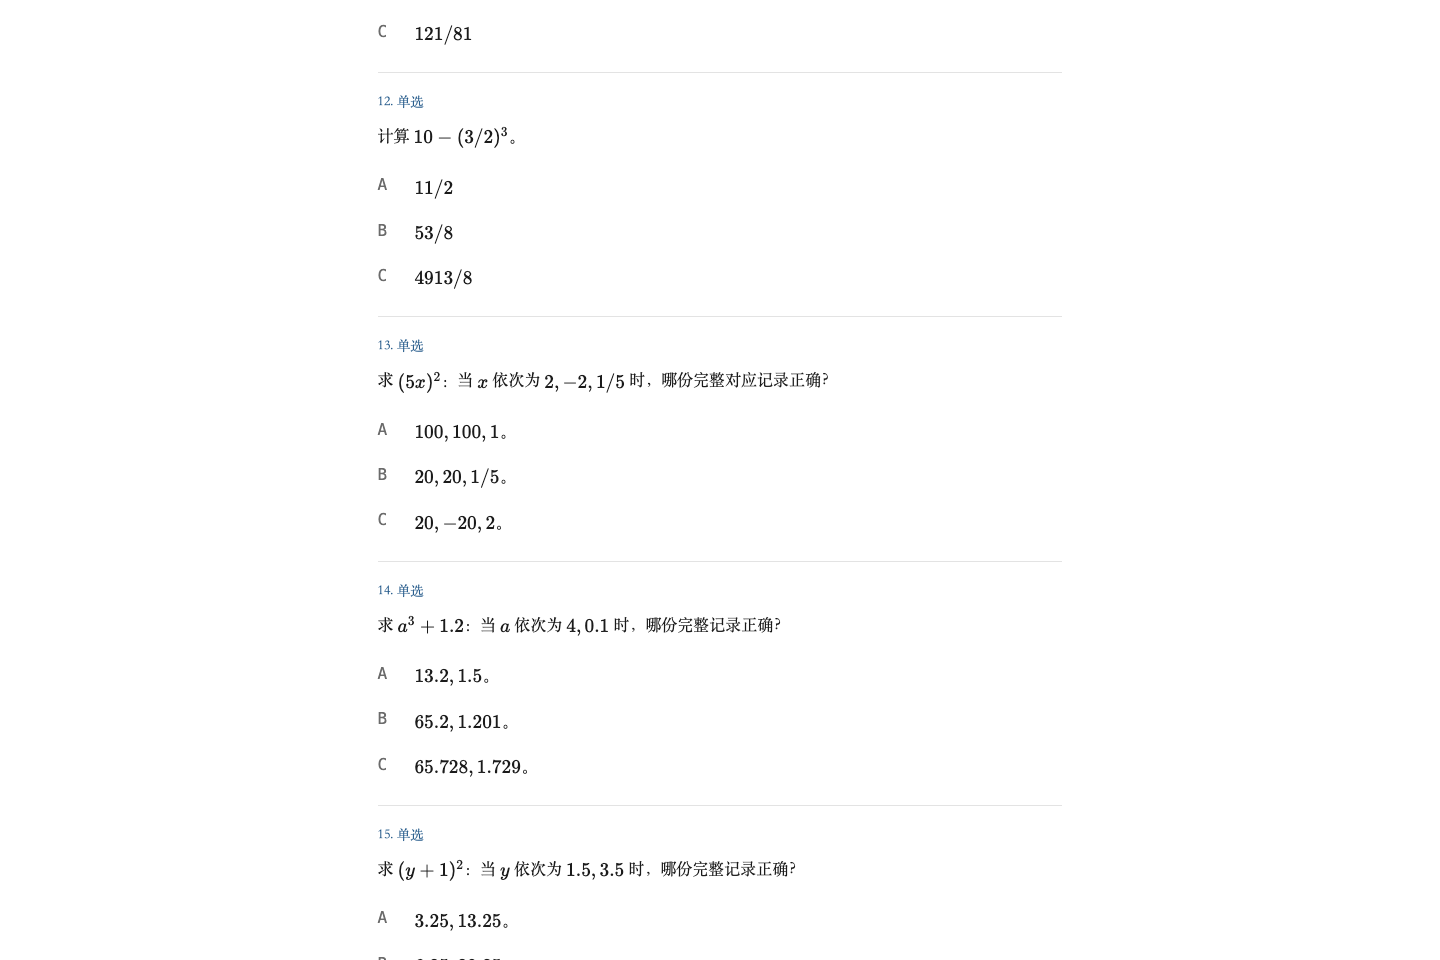 C 121/81
12. 单选
计算 10 − (3/2)³。
A 11/2
B 53/8
C 4913/8
13. 单选
求 (5x)²：当 x 依次为 2, −2, 1/5 时，哪份完整对应记录正确？
A 100, 100, 1。
B 20, 20, 1/5。
C 20, −20, 2。
14. 单选
求 a³ + 1.2：当 a 依次为 4, 0.1 时，哪份完整记录正确？
A 13.2, 1.5。
B 65.2, 1.201。
C 65.728, 1.729。
15. 单选
求 (y + 1)²：当 y 依次为 1.5, 3.5 时，哪份完整记录正确？
A 3.25, 13.25。